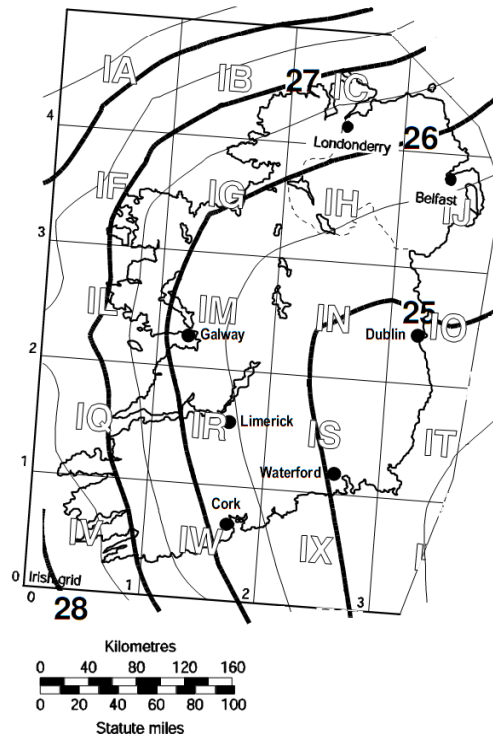 IA
IB
27
IC
4
Londonderry
26
IF
IG
IH
Belfast
IJ
3
IL
IM
Galway
IN
25
Dublin
IO
2
IQ
IR
Limerick
IS
IT
1
Waterford
Cork
IV
IW
IX
I
0
Irish grid
0
1
2
3
28
Kilometres
0 40 80 120 160
0 20 40 60 80 100
Statute miles